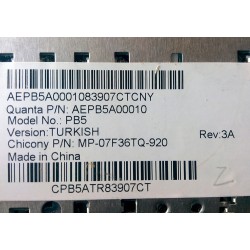 AEPB5A0001083907CTCNY
Quanta P/N: AEPB5A00010
Model No.: PB5
Version:TURKISH
Rev:3A
Chicony P/N: MP-07F36TQ-920
Made in China
CPB5ATR83907CT
Z